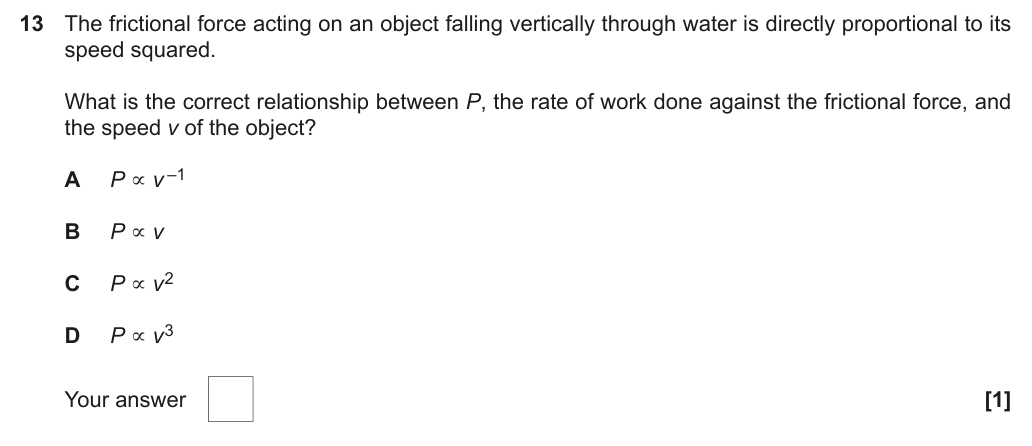 13 The frictional force acting on an object falling vertically through water is directly proportional to its
speed squared.
What is the correct relationship between P, the rate of work done against the frictional force, and
the speed v of the object?
A P ∝ v⁻¹
B P ∝ v
C P ∝ v²
D P ∝ v³
Your answer [1]